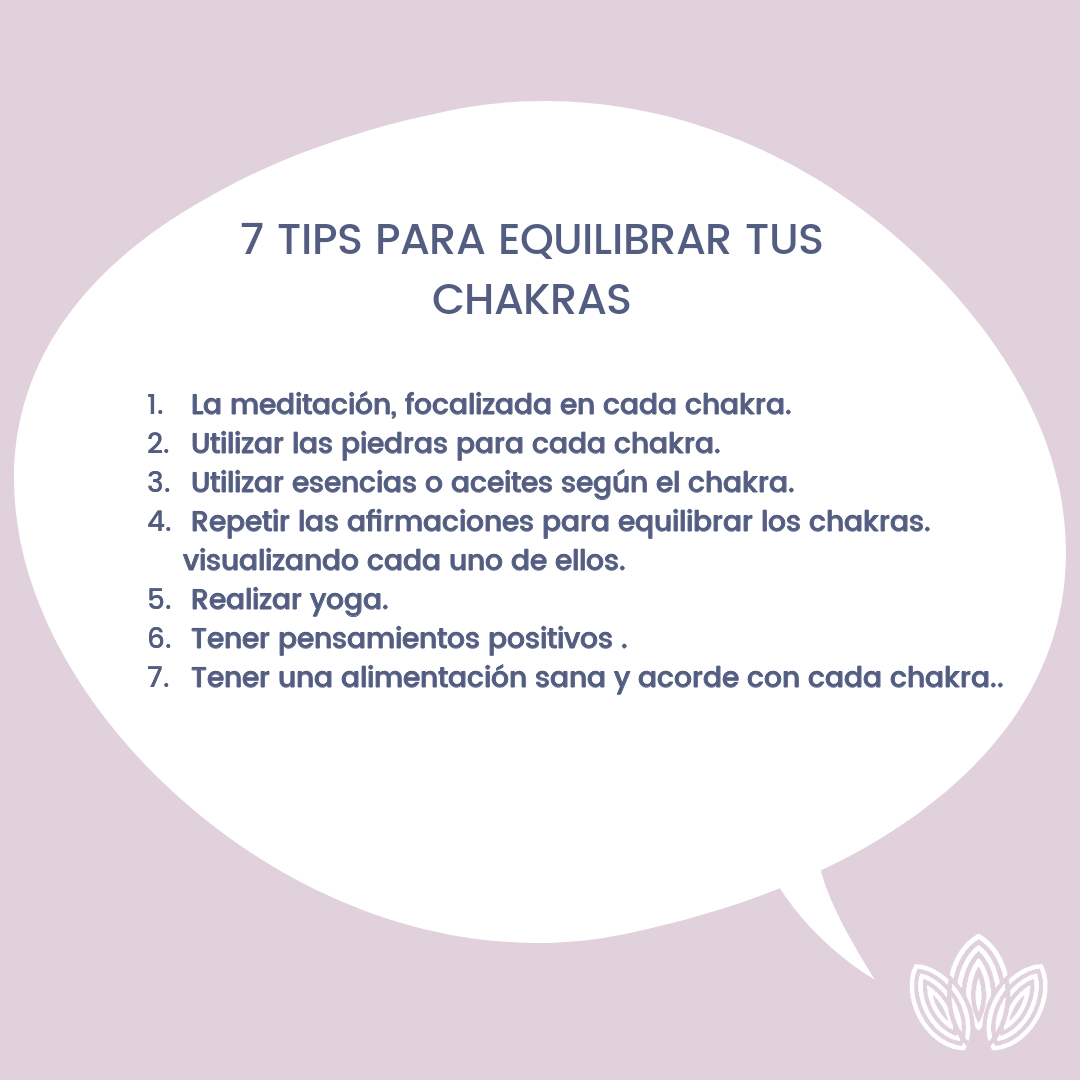 7 TIPS PARA EQUILIBRAR TUS
CHAKRAS
1. La meditación, focalizada en cada chakra.
2. Utilizar las piedras para cada chakra.
3. Utilizar esencias o aceites según el chakra.
4. Repetir las afirmaciones para equilibrar los chakras.
visualizando cada uno de ellos.
5. Realizar yoga.
6. Tener pensamientos positivos .
7. Tener una alimentación sana y acorde con cada chakra..